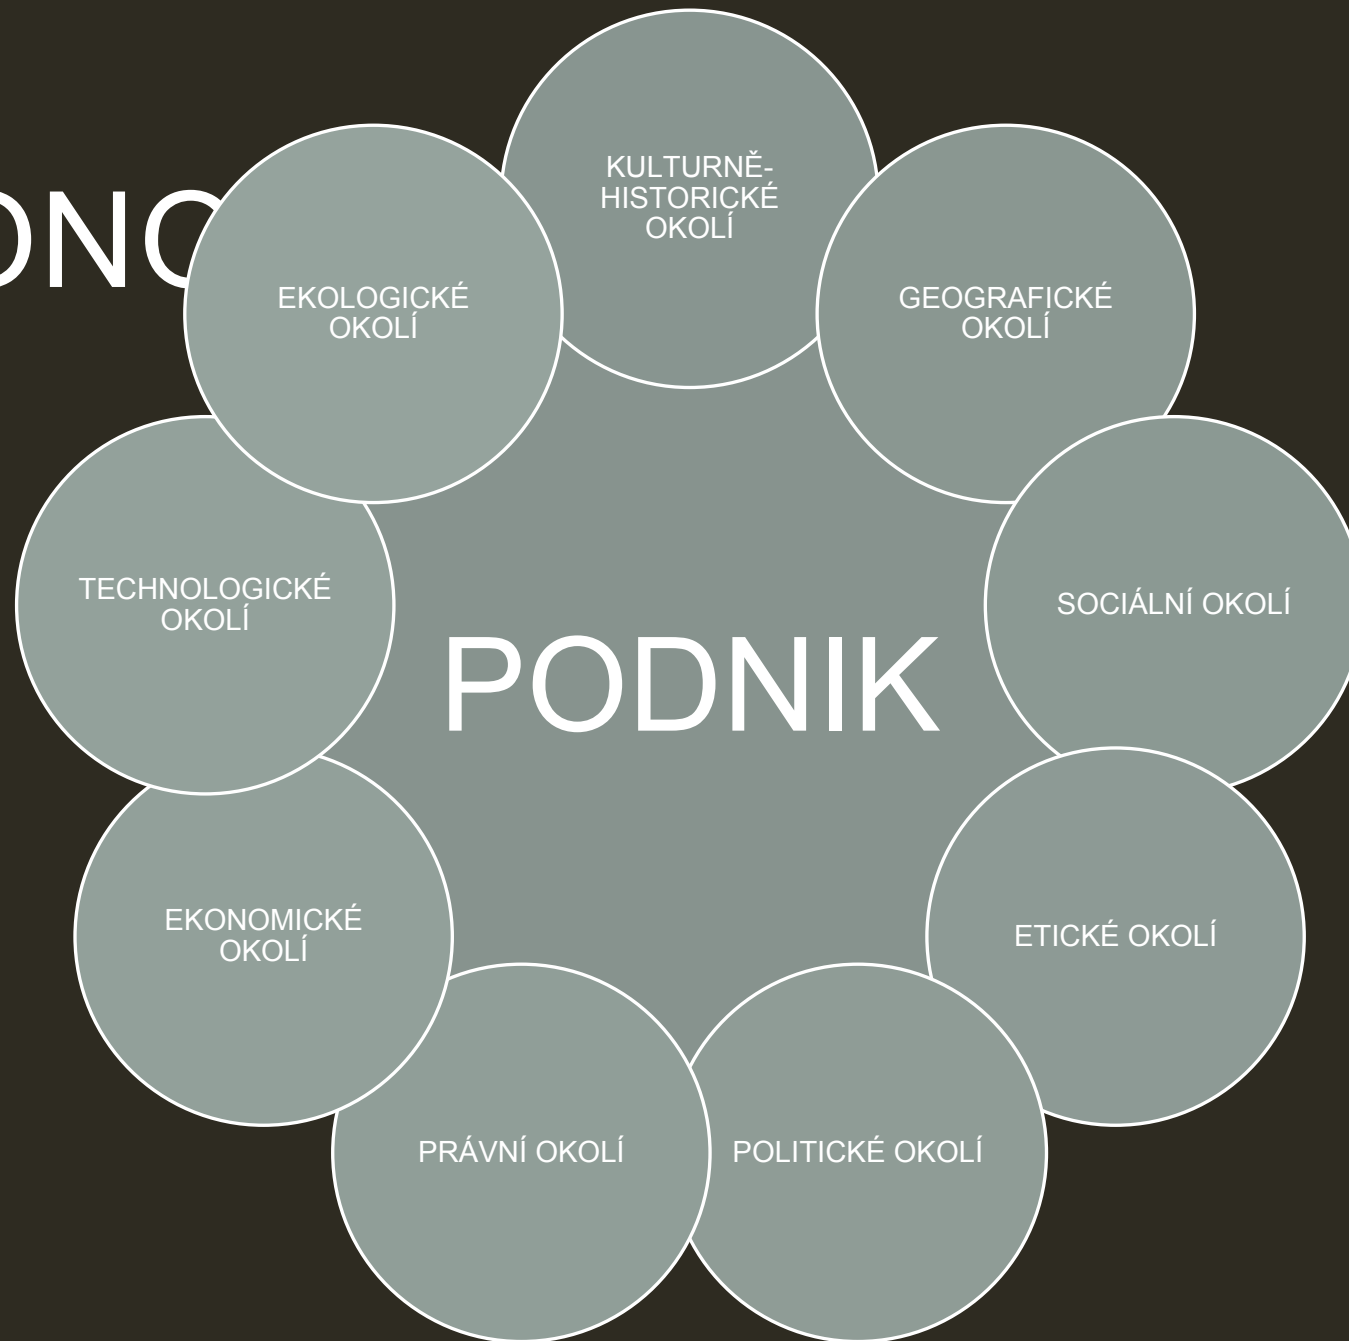 KULTURNĚ-
HISTORICKÉ
OKOLÍ
GEOGRAFICKÉ
OKOLÍ
SOCIÁLNÍ OKOLÍ
ETICKÉ OKOLÍ
POLITICKÉ OKOLÍ
PRÁVNÍ OKOLÍ
EKONOMICKÉ
OKOLÍ
TECHNOLOGICKÉ
OKOLÍ
EKOLOGICKÉ
OKOLÍ
PODNIK